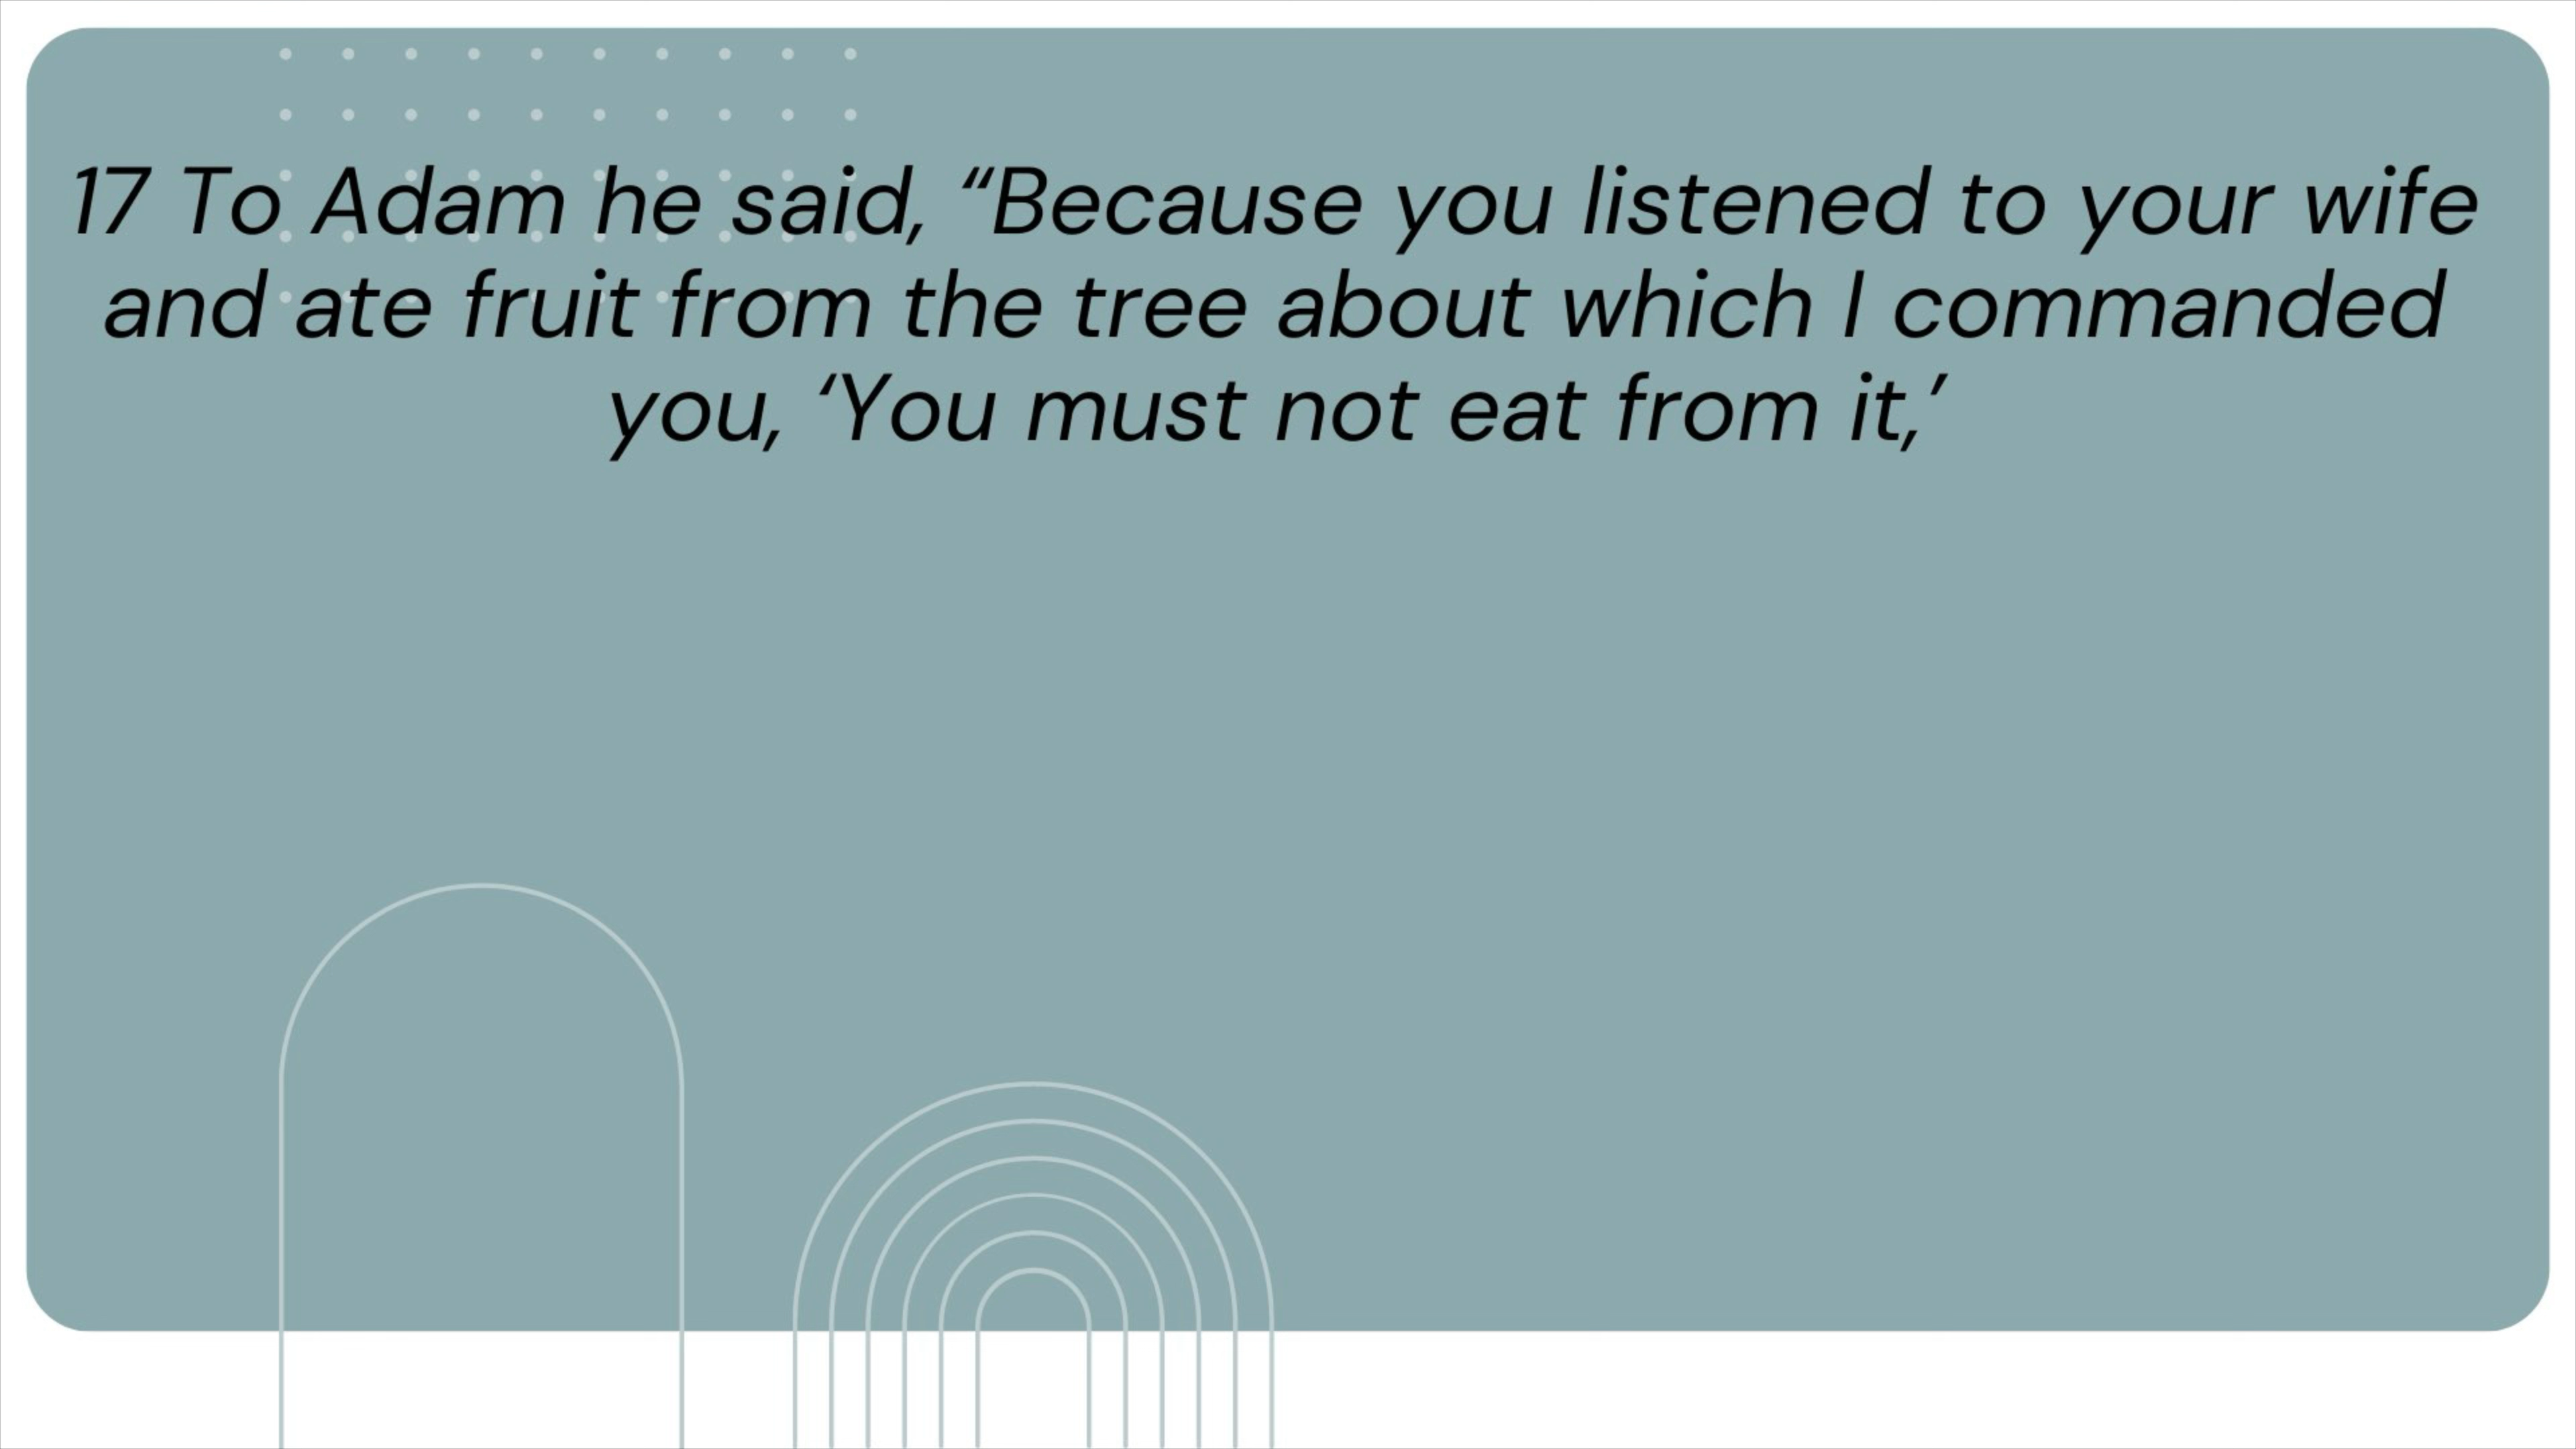 17 To Adam he said, “Because you listened to your wife
and ate fruit from the tree about which I commanded
you, ‘You must not eat from it,’